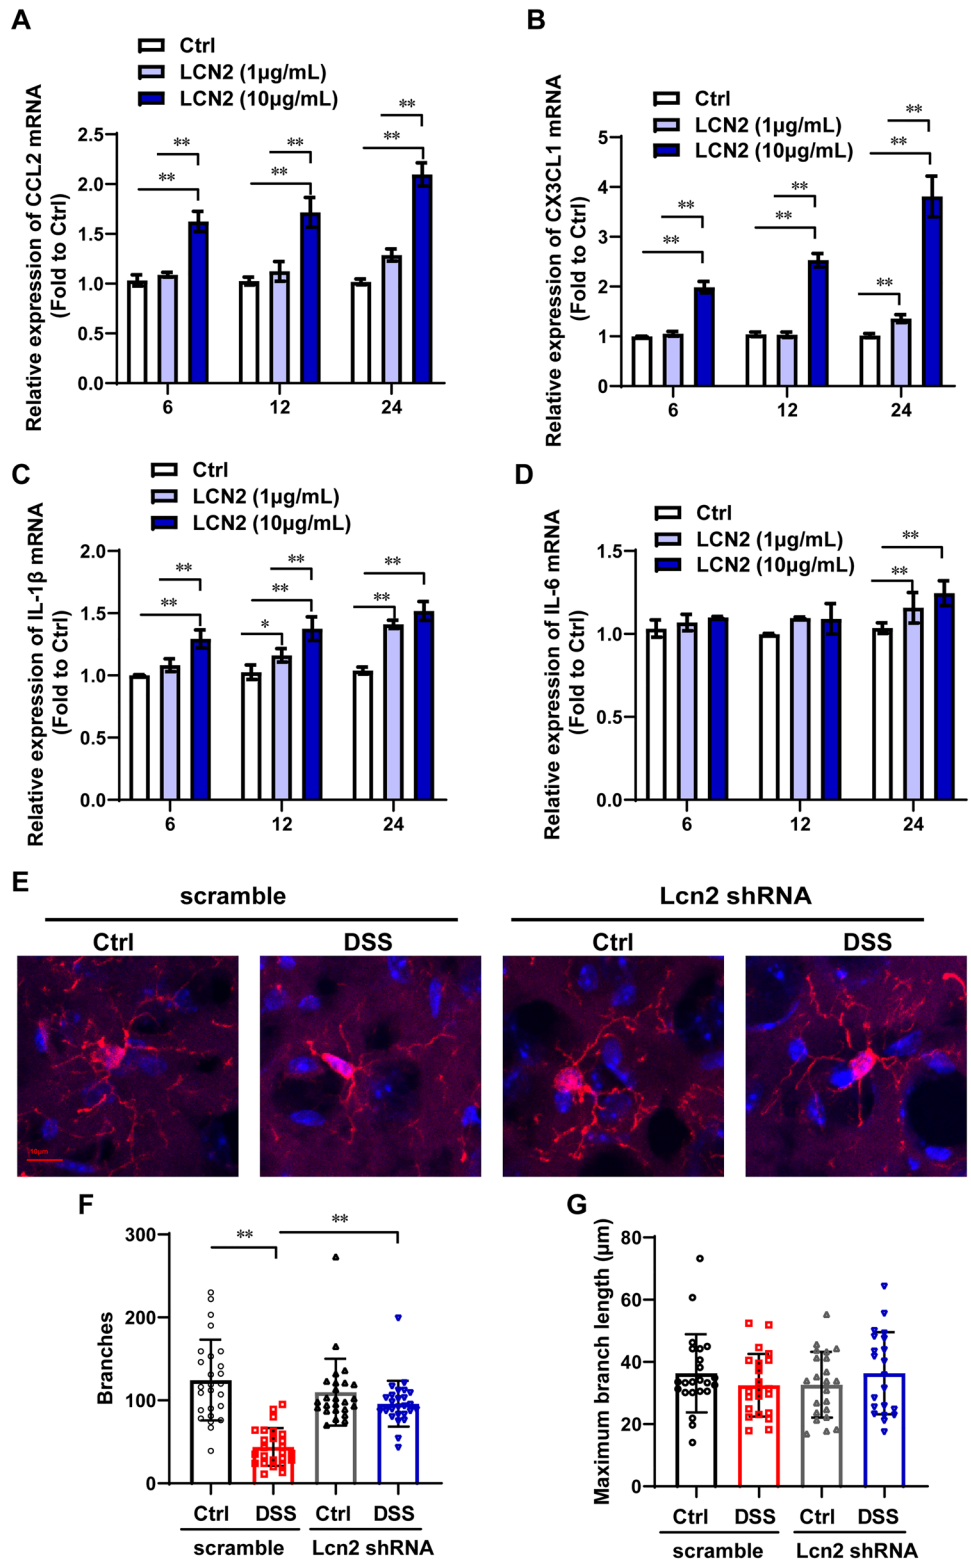 A
Ctrl
LCN2 (1μg/mL)
LCN2 (10μg/mL)
Relative expression of CCL2 mRNA
(Fold to Ctrl)
2.5
2.0
1.5
1.0
0.5
0.0
** ** ** ** ** **
6 12 24
B
Ctrl
LCN2 (1μg/mL)
LCN2 (10μg/mL)
Relative expression of CX3CL1 mRNA
(Fold to Ctrl)
5
4
3
2
1
0
** ** ** ** ** ** **
6 12 24
C
Ctrl
LCN2 (1μg/mL)
LCN2 (10μg/mL)
Relative expression of IL-1β mRNA
(Fold to Ctrl)
2.0
1.5
1.0
0.5
0.0
** ** ** ** * ** **
6 12 24
D
Ctrl
LCN2 (1μg/mL)
LCN2 (10μg/mL)
Relative expression of IL-6 mRNA
(Fold to Ctrl)
1.5
1.0
0.5
0.0
** **
6 12 24
E
scramble Lcn2 shRNA
Ctrl DSS Ctrl DSS
10μm
F
Branches
300
200
100
0
** **
Ctrl DSS Ctrl DSS
scramble Lcn2 shRNA
G
Maximum branch length (μm)
80
60
40
20
0
Ctrl DSS Ctrl DSS
scramble Lcn2 shRNA